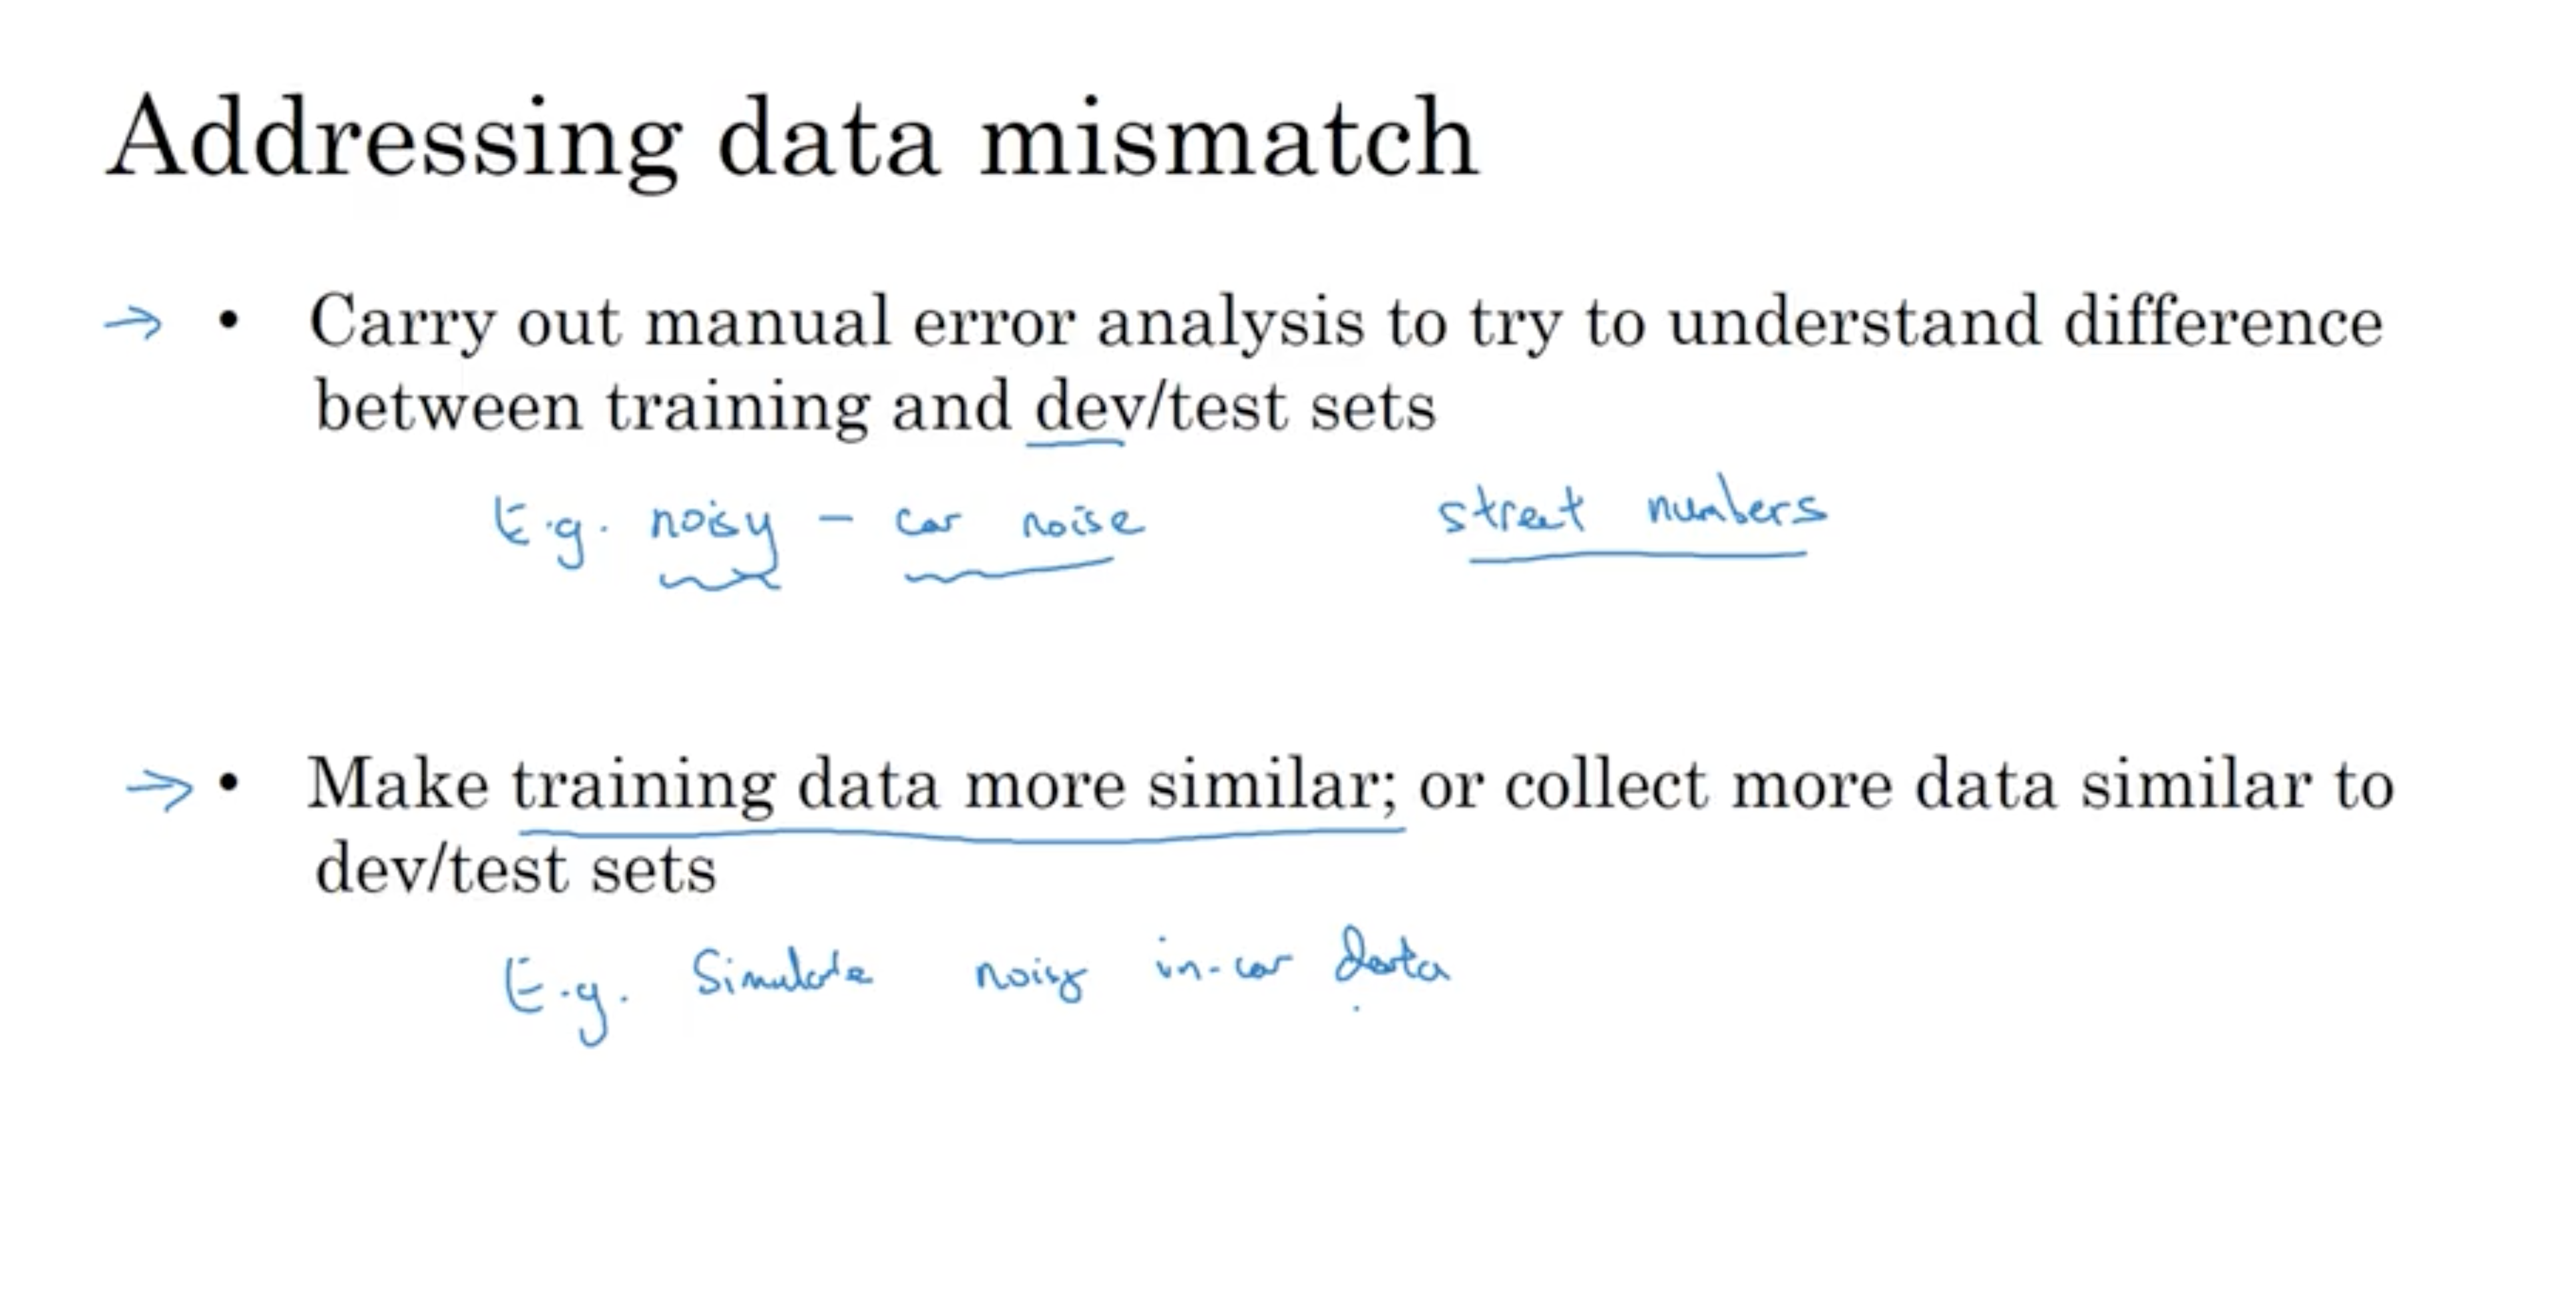 Addressing data mismatch
→ • Carry out manual error analysis to try to understand difference
between training and dev/test sets
E.g. noisy - car noise street numbers
→ • Make training data more similar; or collect more data similar to
dev/test sets
E.g. Simulate noisy in-car data